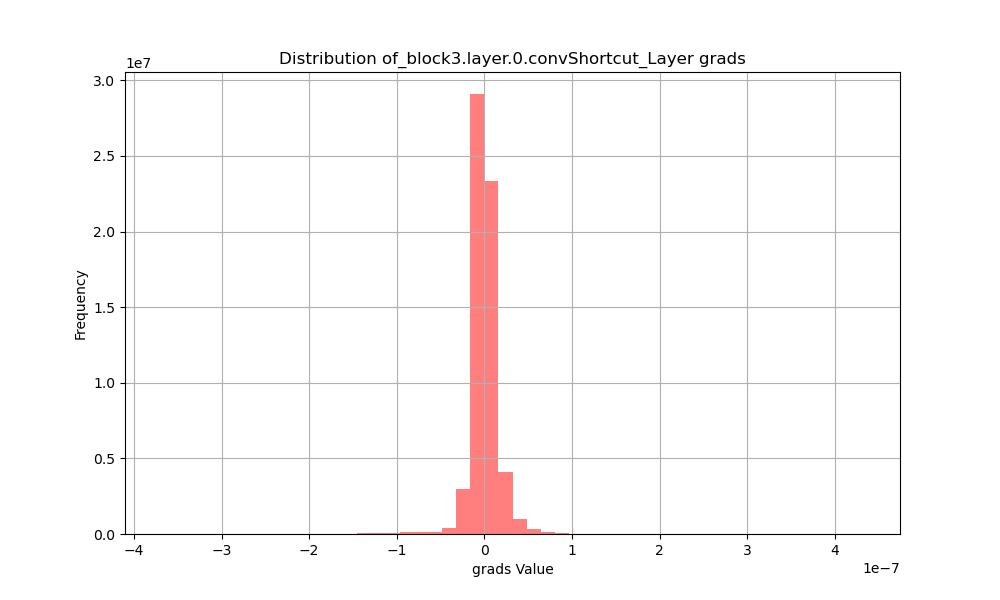 Distribution of_block3.layer.0.convShortcut_Layer grads
1e7
3.0
2.5
2.0
1.5
1.0
0.5
0.0
Frequency
−4 −3 −2 −1 0 1 2 3 4
grads Value
1e−7